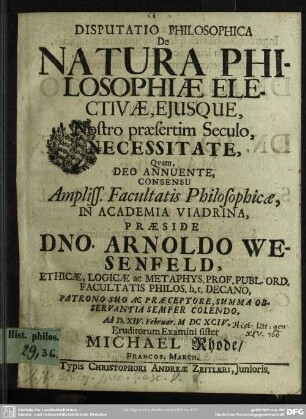 DISPUTATIO PHILOSOPHICA
De
NATURA PHI-
LOSOPHIÆ ELE-
CTIVÆ, EJUSQUE,
Nostro præsertim Seculo,
NECESSITATE,
Qvam,
DEO ANNUENTE,
CONSENSU
Ampliss. Facultatis Philosophicæ,
IN ACADEMIA VIADRINA,
PRÆSIDE
DNO. ARNOLDO WE-
SENFELD,
ETHICÆ, LOGICÆ ac METAPHYS. PROF. PUBL. ORD.
FACULTATIS PHILOS. h. t. DECANO,
PATRONO SUO AC PRÆCEPTORE, SUMMA OB-
SERVANTIA SEMPER COLENDO,
Ad D. XIV. Februar. M DC XCIV.
Eruditorum Examini sistet
MICHAEL Rhode/
FRANCOF. MARCH.
Typis CHRISTOPHORI ANDREÆ ZEITLERI, Junioris.
Hist. philos.
29,36.